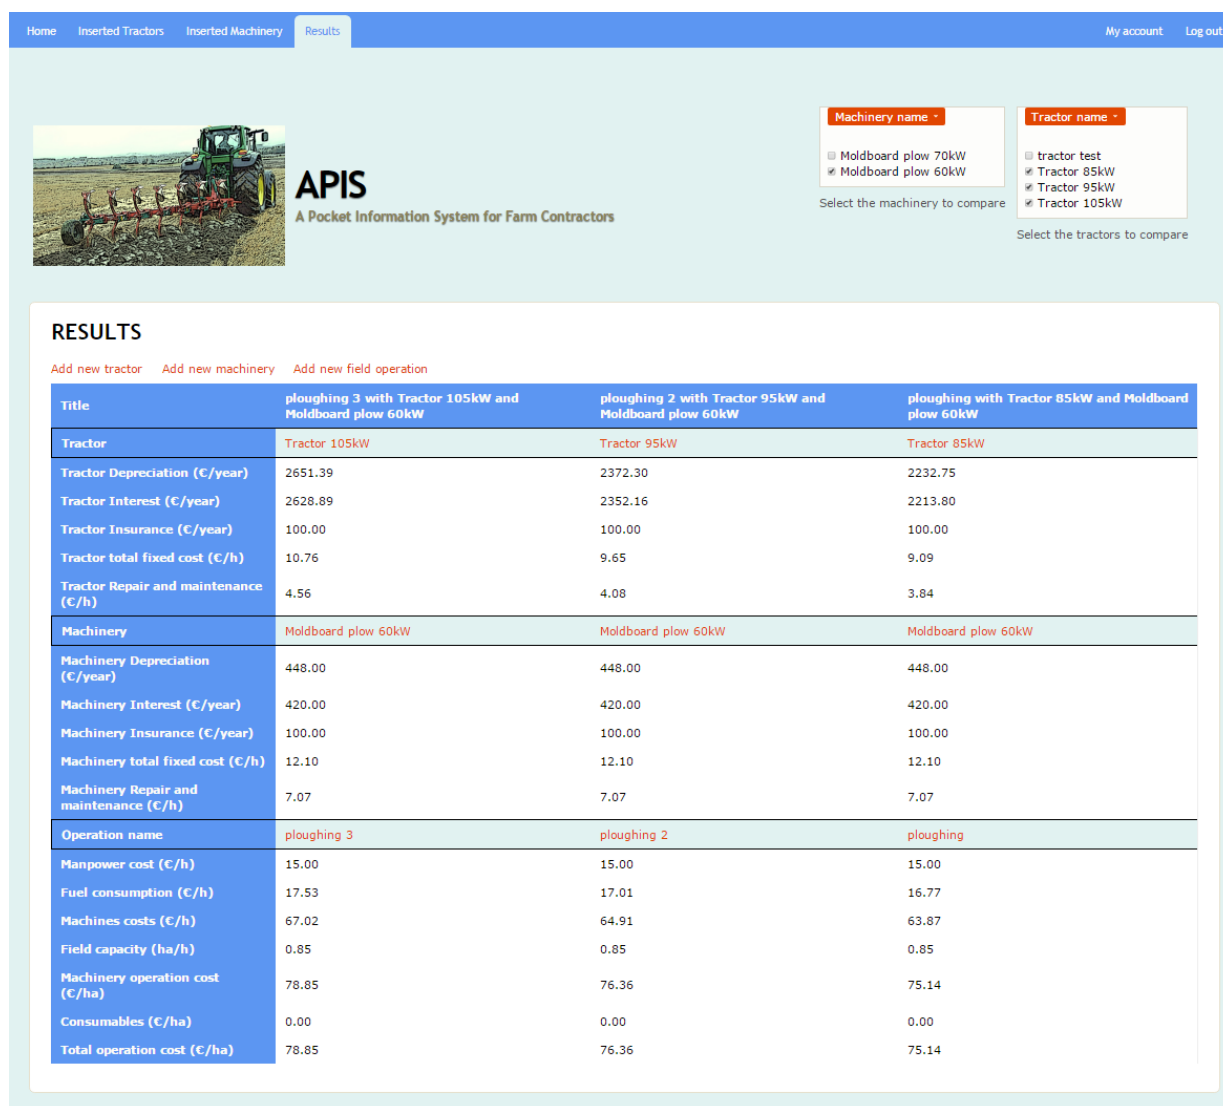 Home Inserted Tractors Inserted Machinery Results My account Log out
Machinery name
Moldboard plow 70kW
Moldboard plow 60kW
Select the machinery to compare
Tractor name
tractor test
Tractor 85kW
Tractor 95kW
Tractor 105kW
Select the tractors to compare
APIS
A Pocket Information System for Farm Contractors
RESULTS
Add new tractor Add new machinery Add new field operation
Title ploughing 3 with Tractor 105kW and Moldboard plow 60kW ploughing 2 with Tractor 95kW and Moldboard plow 60kW ploughing with Tractor 85kW and Moldboard plow 60kW
Tractor Tractor 105kW Tractor 95kW Tractor 85kW
Tractor Depreciation (€/year) 2651.39 2372.30 2232.75
Tractor Interest (€/year) 2628.89 2352.16 2213.80
Tractor Insurance (€/year) 100.00 100.00 100.00
Tractor total fixed cost (€/h) 10.76 9.65 9.09
Tractor Repair and maintenance (€/h) 4.56 4.08 3.84
Machinery Moldboard plow 60kW Moldboard plow 60kW Moldboard plow 60kW
Machinery Depreciation (€/year) 448.00 448.00 448.00
Machinery Interest (€/year) 420.00 420.00 420.00
Machinery Insurance (€/year) 100.00 100.00 100.00
Machinery total fixed cost (€/h) 12.10 12.10 12.10
Machinery Repair and maintenance (€/h) 7.07 7.07 7.07
Operation name ploughing 3 ploughing 2 ploughing
Manpower cost (€/h) 15.00 15.00 15.00
Fuel consumption (€/h) 17.53 17.01 16.77
Machines costs (€/h) 67.02 64.91 63.87
Field capacity (ha/h) 0.85 0.85 0.85
Machinery operation cost (€/ha) 78.85 76.36 75.14
Consumables (€/ha) 0.00 0.00 0.00
Total operation cost (€/ha) 78.85 76.36 75.14